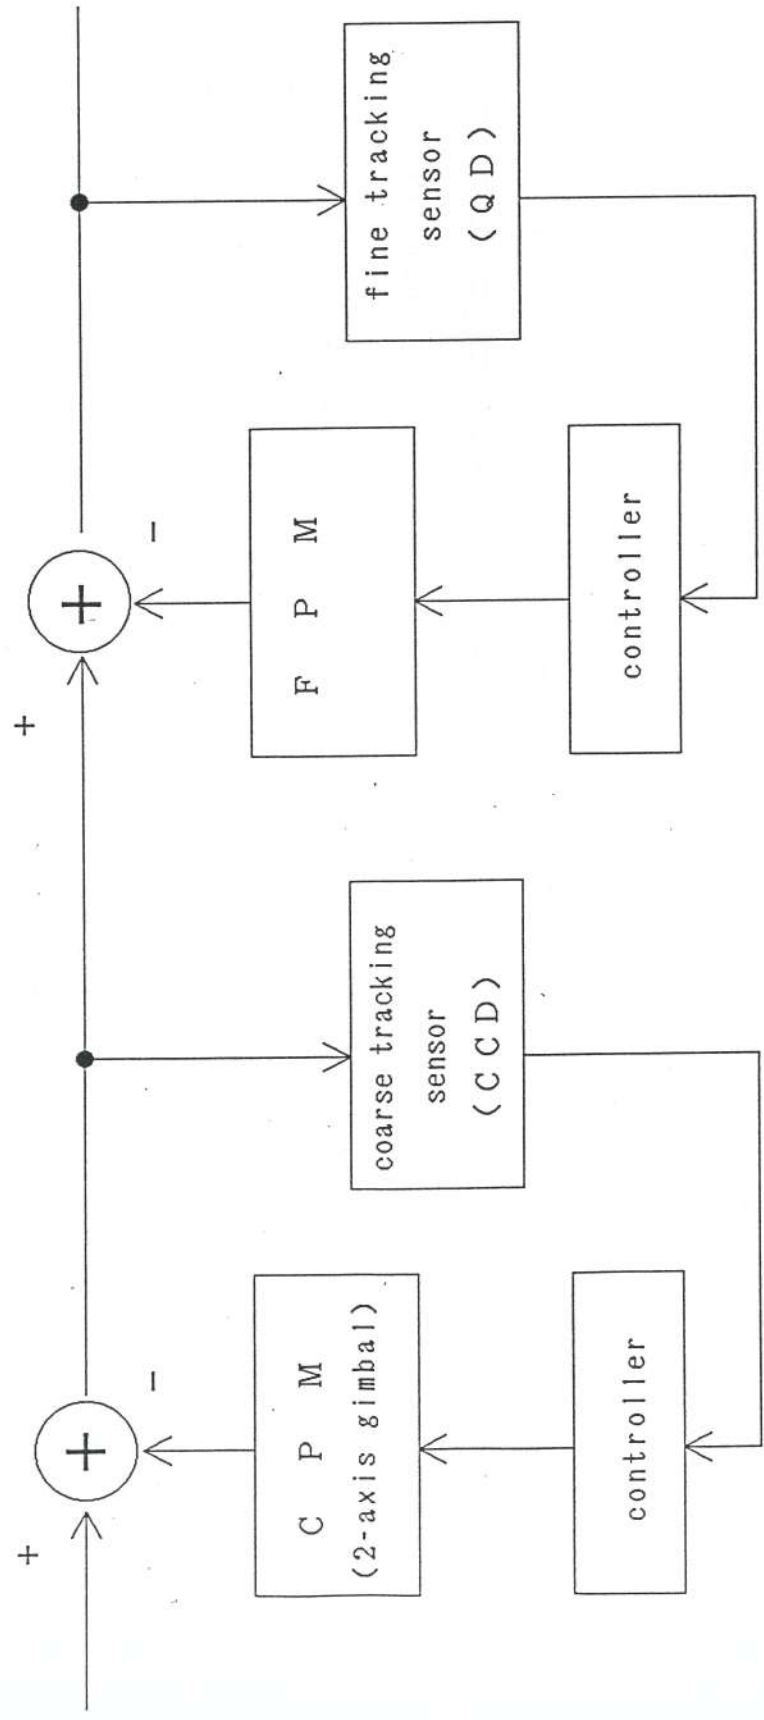 +
+
-
C P M
(2-axis gimbal)
controller
coarse tracking
sensor
(CCD)
+
+
-
F P M
controller
fine tracking
sensor
(QD)